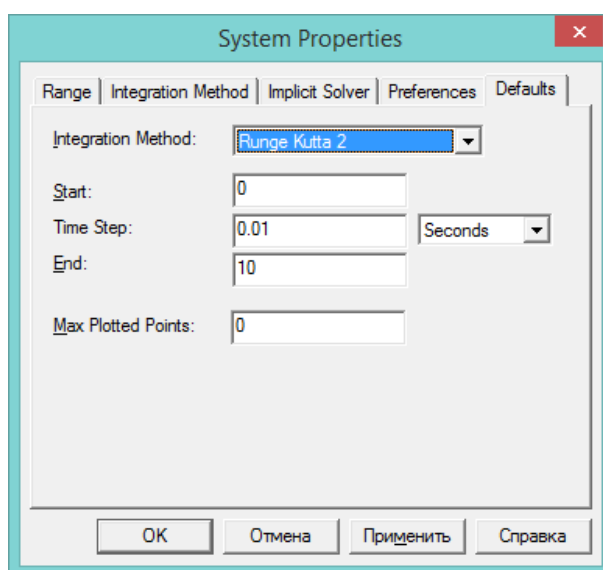 System Properties
Range Integration Method Implicit Solver Preferences Defaults
Integration Method: Runge Kutta 2
Start: 0
Time Step: 0.01 Seconds
End: 10
Max Plotted Points: 0
OK Отмена Применить Справка